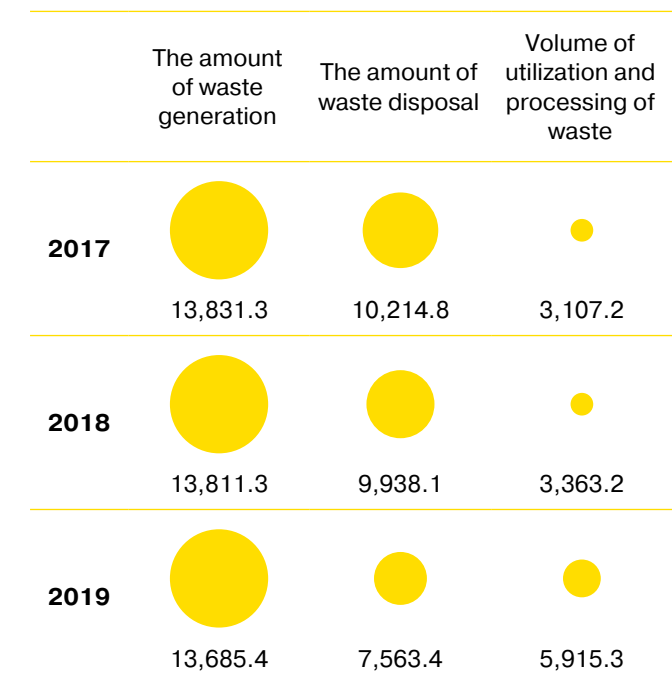 The amount
of waste
generation
The amount of
waste disposal
Volume of
utilization and
processing of
waste
2017
13,831.3
10,214.8
3,107.2
2018
13,811.3
9,938.1
3,363.2
2019
13,685.4
7,563.4
5,915.3